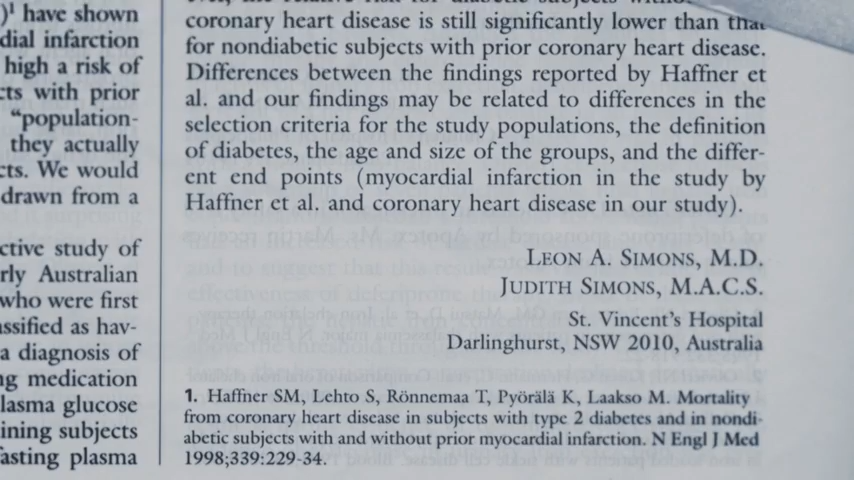 )¹ have shown
dial infarction
high a risk of
cts with prior
“population-
they actually
cts. We would
drawn from a
ctive study of
rly Australian
who were first
assified as hav-
a diagnosis of
ng medication
lasma glucose
ining subjects
asting plasma
coronary heart disease is still significantly lower than that
for nondiabetic subjects with prior coronary heart disease.
Differences between the findings reported by Haffner et
al. and our findings may be related to differences in the
selection criteria for the study populations, the definition
of diabetes, the age and size of the groups, and the differ-
ent end points (myocardial infarction in the study by
Haffner et al. and coronary heart disease in our study).
LEON A. SIMONS, M.D.
JUDITH SIMONS, M.A.C.S.
St. Vincent's Hospital
Darlinghurst, NSW 2010, Australia
1. Haffner SM, Lehto S, Rönnemaa T, Pyörälä K, Laakso M. Mortality
from coronary heart disease in subjects with type 2 diabetes and in nondi-
abetic subjects with and without prior myocardial infarction. N Engl J Med
1998;339:229-34.